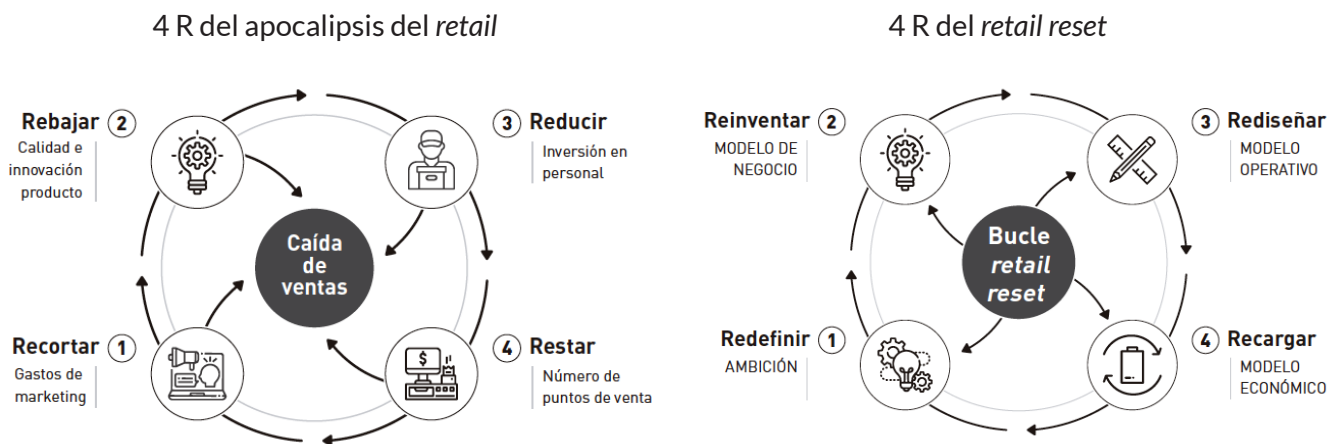 4 R del apocalipsis del retail
Rebajar 2
Calidad e
innovación
producto
3 Reducir
Inversión en
personal
Caída
de
ventas
Recortar 1
Gastos de
marketing
$
4 Restar
Número de
puntos de venta
4 R del retail reset
Reinventar 2
MODELO DE
NEGOCIO
3 Rediseñar
MODELO
OPERATIVO
Bucle
retail
reset
Redefinir 1
AMBICIÓN
4 Recargar
MODELO
ECONÓMICO